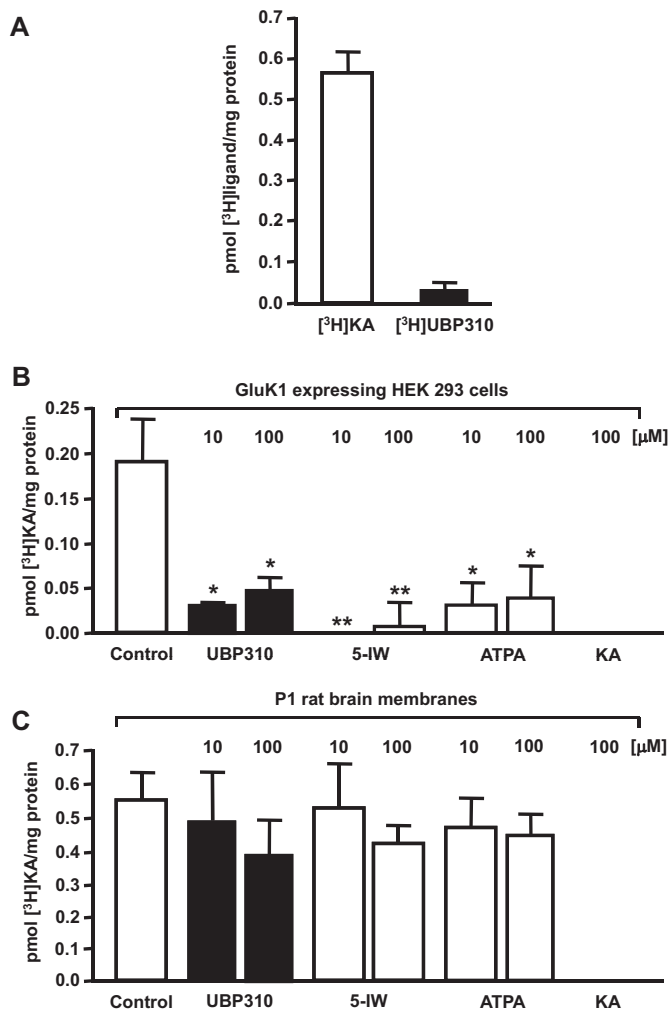 A
0.7
0.6
0.5
0.4
0.3
0.2
0.1
0.0
pmol [³H]ligand/mg protein
[³H]KA [³H]UBP310
B
GluK1 expressing HEK 293 cells
0.25
0.20
0.15
0.10
0.05
0.00
pmol [³H]KA/mg protein
10 100 10 100 10 100 100 [μM]
* * ** ** * *
Control UBP310 5-IW ATPA KA
C
P1 rat brain membranes
0.7
0.6
0.5
0.4
0.3
0.2
0.1
0.0
pmol [³H]KA/mg protein
10 100 10 100 10 100 100 [μM]
Control UBP310 5-IW ATPA KA